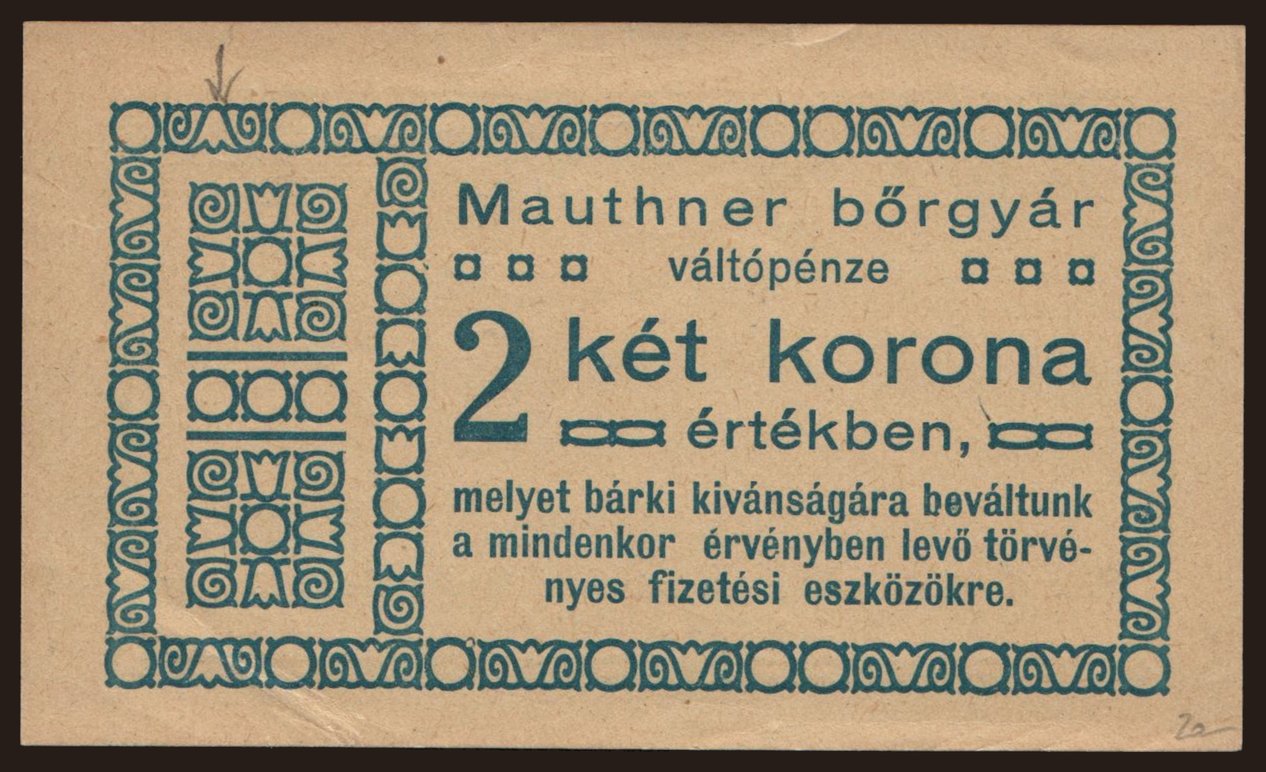 Mauthner bőrgyár
váltópénze
2 két korona
értékben,
melyet bárki kivánságára beváltunk
a mindenkor érvényben levő törvé-
nyes fizetési eszközökre.